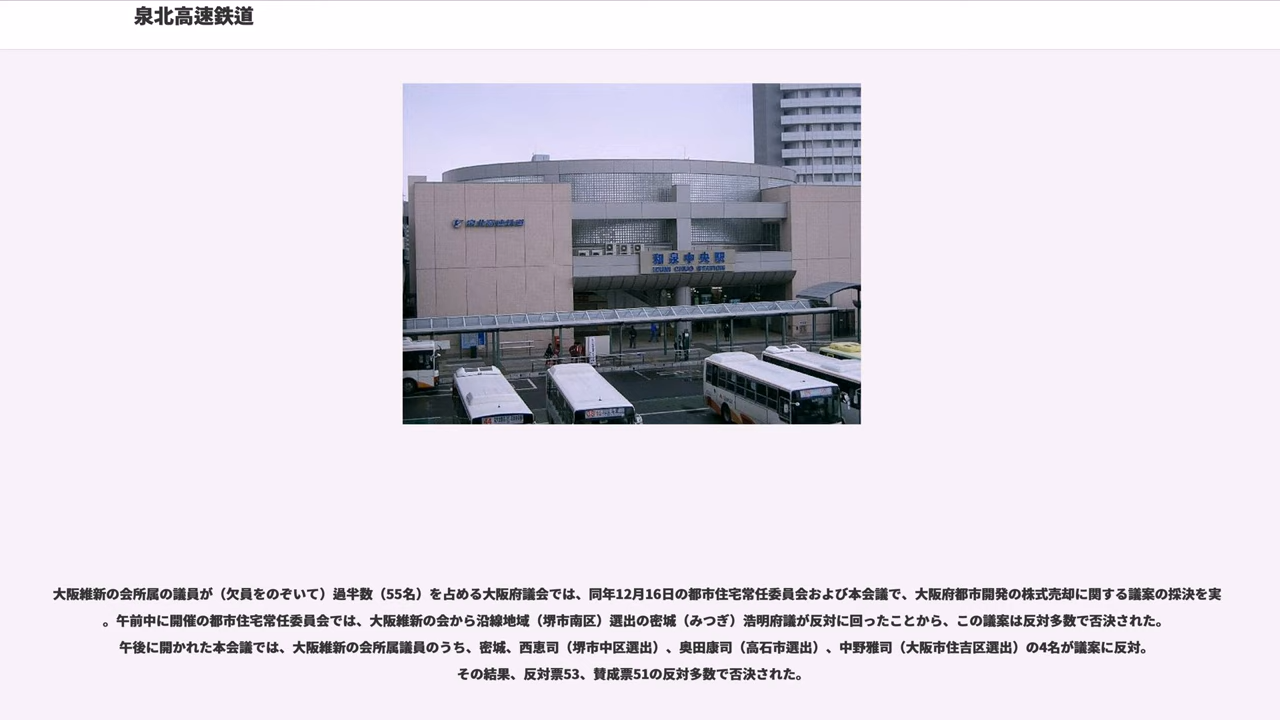 泉北高速鉄道
泉北高速鉄道
和泉中央駅
IZUMI CHUO STATION
大阪維新の会所属の議員が（欠員をのぞいて）過半数（55名）を占める大阪府議会では、同年12月16日の都市住宅常任委員会および本会議で、大阪府都市開発の株式売却に関する議案の採決を実
。午前中に開催の都市住宅常任委員会では、大阪維新の会から沿線地域（堺市南区）選出の密城（みつぎ）浩明府議が反対に回ったことから、この議案は反対多数で否決された。
午後に開かれた本会議では、大阪維新の会所属議員のうち、密城、西恵司（堺市中区選出）、奥田康司（高石市選出）、中野雅司（大阪市住吉区選出）の4名が議案に反対。
その結果、反対票53、賛成票51の反対多数で否決された。